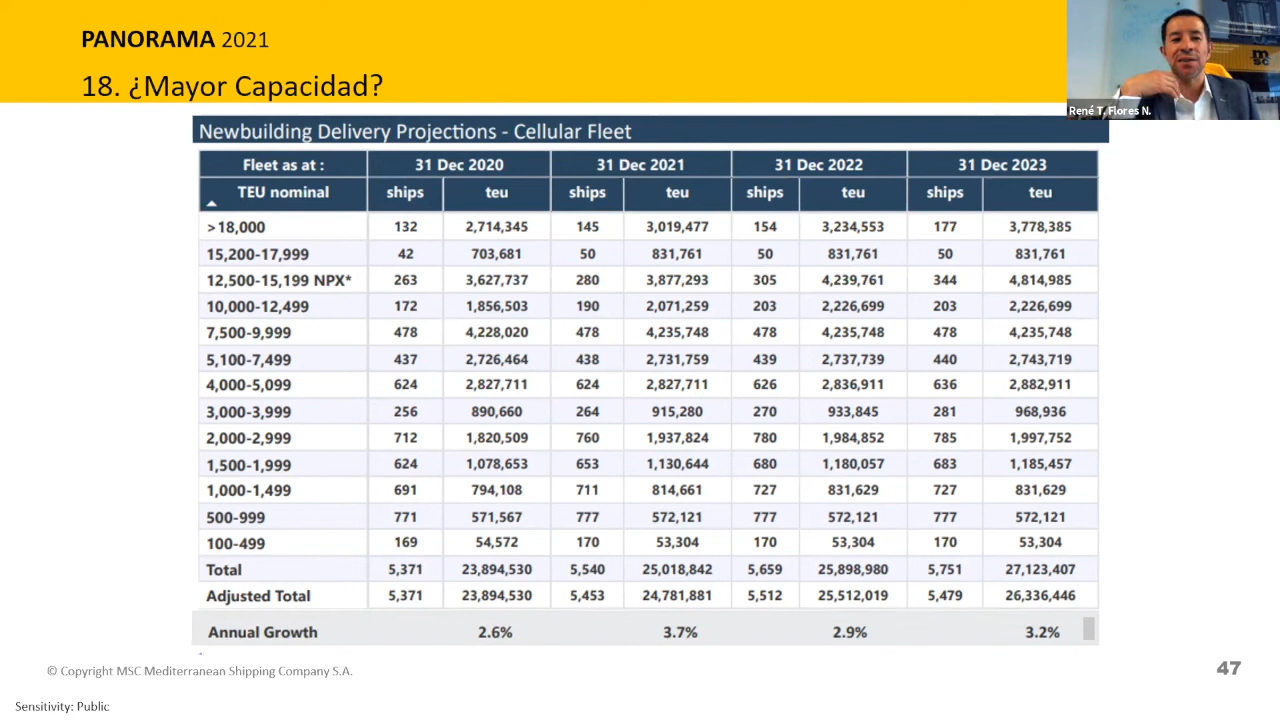 PANORAMA 2021
18. ¿Mayor Capacidad?
msc
René T. Flores N.
Newbuilding Delivery Projections - Cellular Fleet
Fleet as at : 31 Dec 2020 31 Dec 2021 31 Dec 2022 31 Dec 2023
TEU nominal ships teu ships teu ships teu ships teu
>18,000 132 2,714,345 145 3,019,477 154 3,234,553 177 3,778,385
15,200-17,999 42 703,681 50 831,761 50 831,761 50 831,761
12,500-15,199 NPX* 263 3,627,737 280 3,877,293 305 4,239,761 344 4,814,985
10,000-12,499 172 1,856,503 190 2,071,259 203 2,226,699 203 2,226,699
7,500-9,999 478 4,228,020 478 4,235,748 478 4,235,748 478 4,235,748
5,100-7,499 437 2,726,464 438 2,731,759 439 2,737,739 440 2,743,719
4,000-5,099 624 2,827,711 624 2,827,711 626 2,836,911 636 2,882,911
3,000-3,999 256 890,660 264 915,280 270 933,845 281 968,936
2,000-2,999 712 1,820,509 760 1,937,824 780 1,984,852 785 1,997,752
1,500-1,999 624 1,078,653 653 1,130,644 680 1,180,057 683 1,185,457
1,000-1,499 691 794,108 711 814,661 727 831,629 727 831,629
500-999 771 571,567 777 572,121 777 572,121 777 572,121
100-499 169 54,572 170 53,304 170 53,304 170 53,304
Total 5,371 23,894,530 5,540 25,018,842 5,659 25,898,980 5,751 27,123,407
Adjusted Total 5,371 23,894,530 5,453 24,781,881 5,512 25,512,019 5,479 26,336,446
Annual Growth 2.6% 3.7% 2.9% 3.2%
© Copyright MSC Mediterranean Shipping Company S.A.
47
Sensitivity: Public